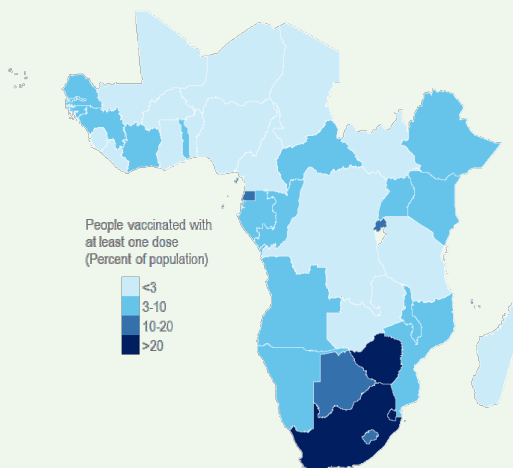 People vaccinated with
at least one dose
(Percent of population)
<3
3-10
10-20
>20